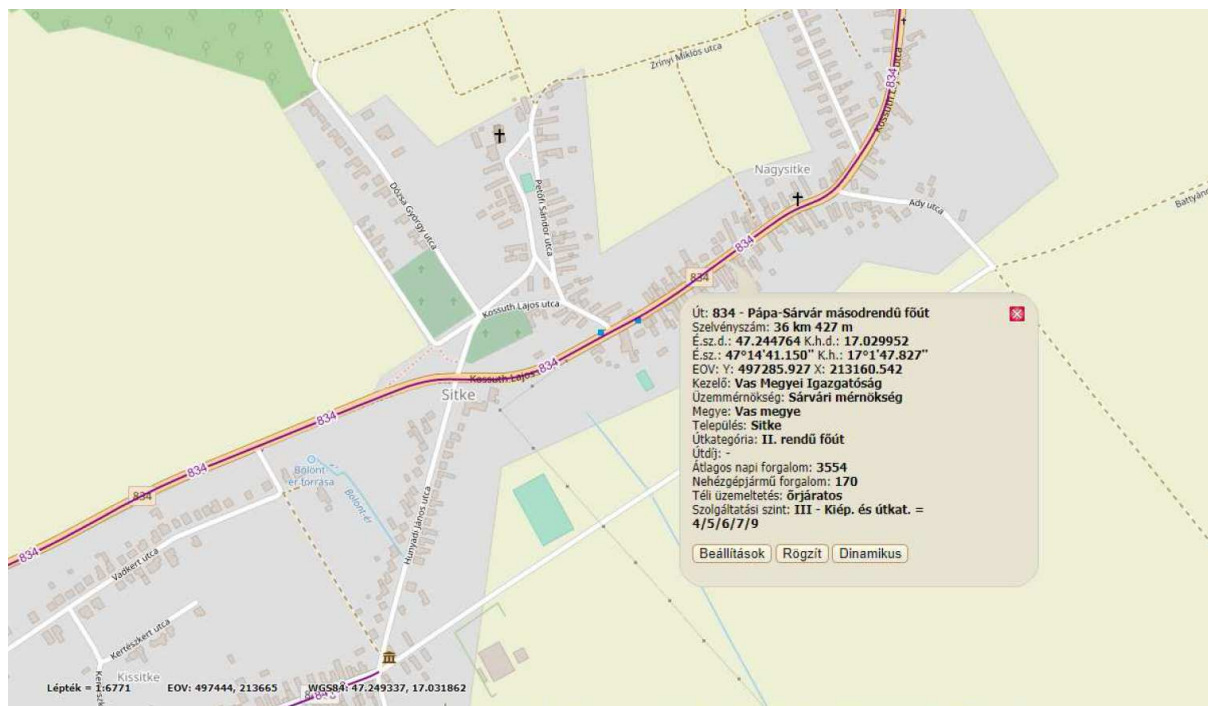 Zrínyi Miklós utca
834
Kossuth Lajos utca
Nagysitke
Dózsa György utca
Petőfi Sándor utca
Ady utca
Battyán
834
834
Kossuth Lajos utca
Kossuth Lajos
834
Sitke
834
Bolont
ér forrása
Bolont-ér
834
834
834
Hunyadi János utca
Vadkert utca
Kertészkert utca
Kissitke
Út: 834 - Pápa-Sárvár másodrendû fõút
Szelvényszám: 36 km 427 m
É.sz.d.: 47.244764 K.h.d.: 17.029952
É.sz.: 47°14'41.150" K.h.: 17°1'47.827"
EOV: Y: 497285.927 X: 213160.542
Kezelő: Vas Megyei Igazgatóság
Üzemmérnökség: Sárvári mérnökség
Megye: Vas megye
Település: Sitke
Útkategória: II. rendű főút
Útdíj: -
Átlagos napi forgalom: 3554
Nehézgépjármű forgalom: 170
Téli üzemeltetés: őrjáratos
Szolgáltatási szint: III - Kiép. és útkat. =
4/5/6/7/9
Beállítások Rögzít Dinamikus
Lépték = 1:6771 EOV: 497444, 213665 WGS84: 47.249337, 17.031862